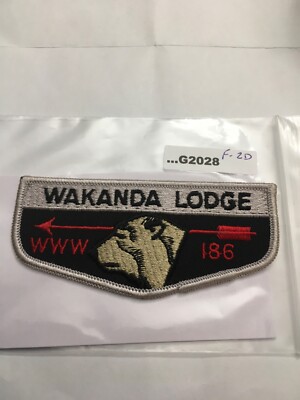 ...G2028
F-2D
WAKANDA LODGE
WWW 186